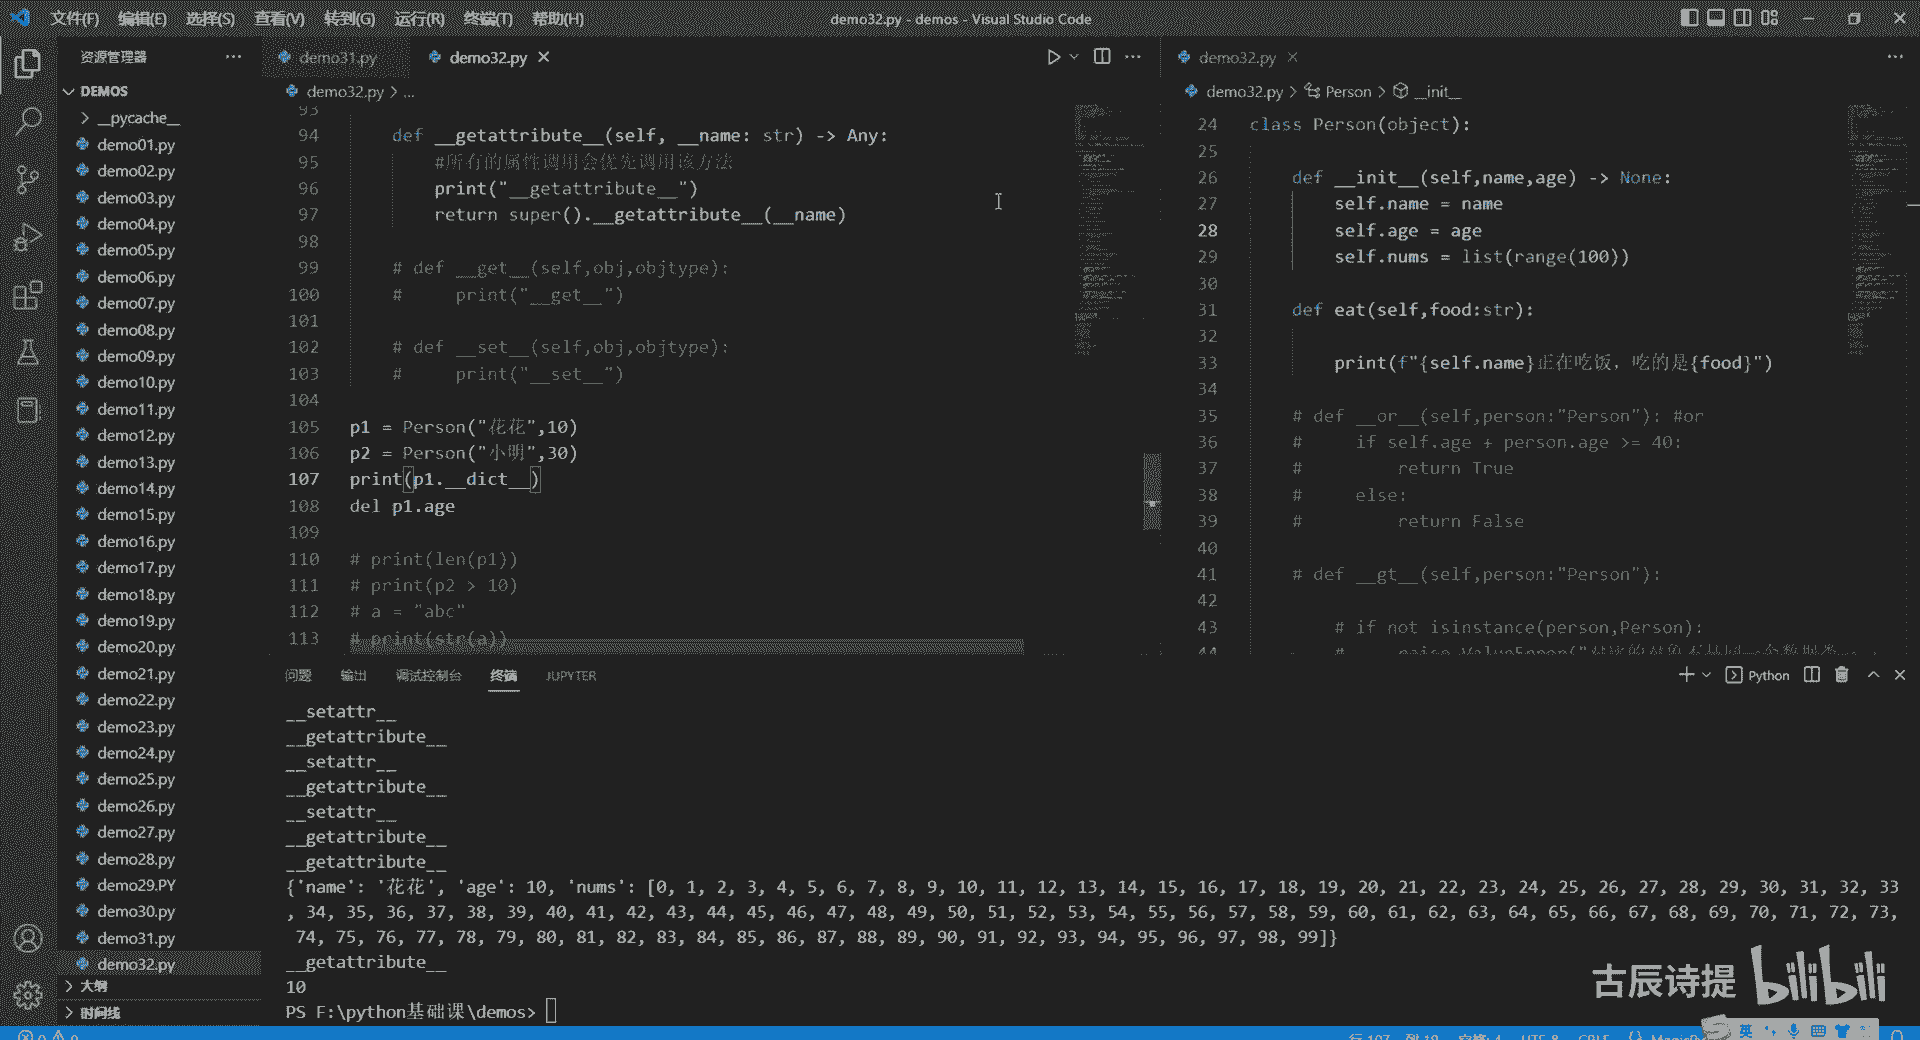 文件(F) 编辑(E) 选择(S) 查看(V) 转到(G) 运行(R) 终端(T) 帮助(H) demo32.py - demos - Visual Studio Code
资源管理器
DEMOS
__pycache__
demo01.py
demo02.py
demo03.py
demo04.py
demo05.py
demo06.py
demo07.py
demo08.py
demo09.py
demo10.py
demo11.py
demo12.py
demo13.py
demo14.py
demo15.py
demo16.py
demo17.py
demo18.py
demo19.py
demo20.py
demo21.py
demo22.py
demo23.py
demo24.py
demo25.py
demo26.py
demo27.py
demo28.py
demo29.PY
demo30.py
demo31.py
demo32.py
大纲
时间线
demo31.py demo32.py
demo32.py > ...
93
94 def __getattribute__(self, __name: str) -> Any:
95 #所有的属性调用会优先调用该方法
96 print("__getattribute__")
97 return super().__getattribute__(__name)
98
99 # def __get__(self,obj,objtype):
100 # print("__get__")
101
102 # def __set__(self,obj,objtype):
103 # print("__set__")
104
105 p1 = Person("花花",10)
106 p2 = Person("小明",30)
107 print(p1.__dict__)
108 del p1.age
109
110 # print(len(p1))
111 # print(p2 > 10)
112 # a = "abc"
113 # print(str(a))
demo32.py
demo32.py > Person > __init__
24 class Person(object):
25
26 def __init__(self,name,age) -> None:
27 self.name = name
28 self.age = age
29 self.nums = list(range(100))
30
31 def eat(self,food:str):
32
33 print(f"{self.name}正在吃饭，吃的是{food}")
34
35 # def __or__(self,person:"Person"): #or
36 # if self.age + person.age >= 40:
37 # return True
38 # else:
39 # return False
40
41 # def __gt__(self,person:"Person"):
42
43 # if not isinstance(person,Person):
44 # raise ValueError("
问题 输出 调试控制台 终端 JUPYTER
Python
__setattr__
__getattribute__
__setattr__
__getattribute__
__setattr__
__getattribute__
__getattribute__
{'name': '花花', 'age': 10, 'nums': [0, 1, 2, 3, 4, 5, 6, 7, 8, 9, 10, 11, 12, 13, 14, 15, 16, 17, 18, 19, 20, 21, 22, 23, 24, 25, 26, 27, 28, 29, 30, 31, 32, 33
, 34, 35, 36, 37, 38, 39, 40, 41, 42, 43, 44, 45, 46, 47, 48, 49, 50, 51, 52, 53, 54, 55, 56, 57, 58, 59, 60, 61, 62, 63, 64, 65, 66, 67, 68, 69, 70, 71, 72, 73,
74, 75, 76, 77, 78, 79, 80, 81, 82, 83, 84, 85, 86, 87, 88, 89, 90, 91, 92, 93, 94, 95, 96, 97, 98, 99]}
__getattribute__
10
PS F:\python基础课\demos>
古辰诗提 bilibili
行 107, 列 19 空格: 4 UTF-8 CRLF
英